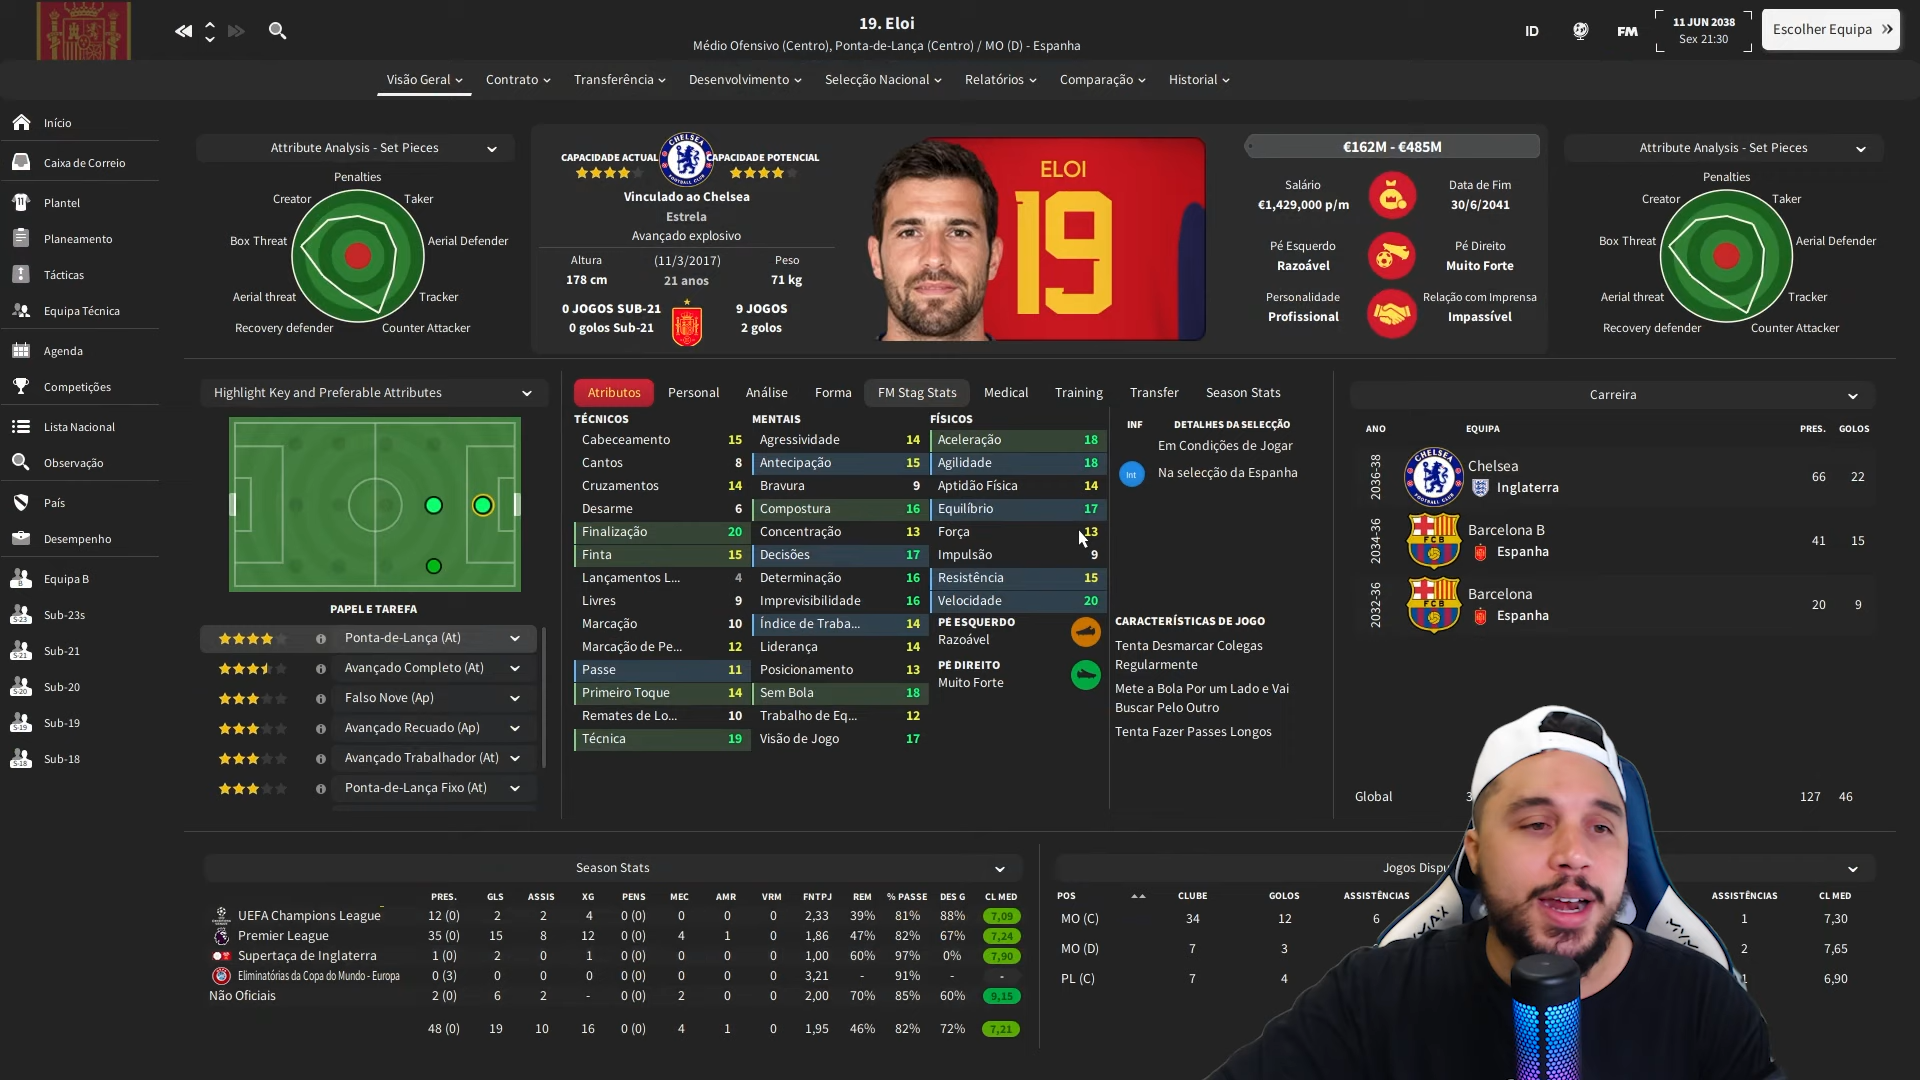 19. Eloi
Médio Ofensivo (Centro), Ponta-de-Lança (Centro) / MO (D) - Espanha
ID
FM
11 JUN 2038
Sex 21:30
Escolher Equipa
Visão Geral
Contrato
Transferência
Desenvolvimento
Selecção Nacional
Relatórios
Comparação
Historial
Início
Caixa de Correio
Plantel
Planeamento
Tácticas
Equipa Técnica
Agenda
Competições
Lista Nacional
Observação
País
Desempenho
Equipa B
Sub-23s
Sub-21
Sub-20
Sub-19
Sub-18
Attribute Analysis - Set Pieces
Penalties
Creator
Taker
Box Threat
Aerial Defender
Aerial threat
Tracker
Recovery defender
Counter Attacker
CAPACIDADE ACTUAL
CAPACIDADE POTENCIAL
Vinculado ao Chelsea
Estrela
Avançado explosivo
Altura
178 cm
(11/3/2017)
21 anos
Peso
71 kg
0 JOGOS SUB-21
0 golos Sub-21
9 JOGOS
2 golos
ELOI
19
€162M - €485M
Salário
€1,429,000 p/m
Data de Fim
30/6/2041
Pé Esquerdo
Razoável
Pé Direito
Muito Forte
Personalidade
Profissional
Relação com Imprensa
Impassível
Attribute Analysis - Set Pieces
Penalties
Creator
Taker
Box Threat
Aerial Defender
Aerial threat
Tracker
Recovery defender
Counter Attacker
Highlight Key and Preferable Attributes
PAPEL E TAREFA
Ponta-de-Lança (At)
Avançado Completo (At)
Falso Nove (Ap)
Avançado Recuado (Ap)
Avançado Trabalhador (At)
Ponta-de-Lança Fixo (At)
Atributos
Personal
Análise
Forma
FM Stag Stats
Medical
Training
Transfer
Season Stats
TÉCNICOS
Cabeceamento 15
Cantos 8
Cruzamentos 14
Desarme 6
Finalização 20
Finta 15
Lançamentos L... 4
Livres 9
Marcação 10
Marcação de Pe... 12
Passe 11
Primeiro Toque 14
Remates de Lo... 10
Técnica 19
MENTAIS
Agressividade 14
Antecipação 15
Bravura 9
Compostura 16
Concentração 13
Decisões 17
Determinação 16
Imprevisibilidade 16
Índice de Traba... 14
Liderança 14
Posicionamento 13
Sem Bola 18
Trabalho de Eq... 12
Visão de Jogo 17
FÍSICOS
Aceleração 18
Agilidade 18
Aptidão Física 14
Equilíbrio 17
Força 13
Impulsão 9
Resistência 15
Velocidade 20
PÉ ESQUERDO
Razoável
PÉ DIREITO
Muito Forte
INF DETALHES DA SELECÇÃO
Em Condições de Jogar
Int Na selecção da Espanha
CARACTERÍSTICAS DE JOGO
Tenta Desmarcar Colegas
Regularmente
Mete a Bola Por um Lado e Vai
Buscar Pelo Outro
Tenta Fazer Passes Longos
Carreira
ANO EQUIPA PRES. GOLOS
2036-38 Chelsea Inglaterra 66 22
2034-36 Barcelona B Espanha 41 15
2032-36 Barcelona Espanha 20 9
Global 3 127 46
Season Stats
PRES. GLS ASSIS XG PENS MEC AMR VRM FNTPJ REM % PASSE DES G CL MED
UEFA Champions League 12 (0) 2 2 4 0 (0) 0 0 0 2,33 39% 81% 88% 7,09
Premier League 35 (0) 15 8 12 0 (0) 4 1 0 1,86 47% 82% 67% 7,24
Supertaça de Inglaterra 1 (0) 2 0 1 0 (0) 0 0 0 1,00 60% 97% 0% 7,90
Eliminatórias da Copa do Mundo - Europa 0 (3) 0 0 0 0 (0) 0 0 0 3,21 - 91% - -
Não Oficiais 2 (0) 6 2 - 0 (0) 2 0 0 2,00 70% 85% 60% 9,15
48 (0) 19 10 16 0 (0) 4 1 0 1,95 46% 82% 72% 7,21
Jogos Dispu
POS CLUBE GOLOS ASSISTÊNCIAS ASSISTÊNCIAS CL MED
MO (C) 34 12 6 1 7,30
MO (D) 7 3 2 7,65
PL (C) 7 4 1 6,90